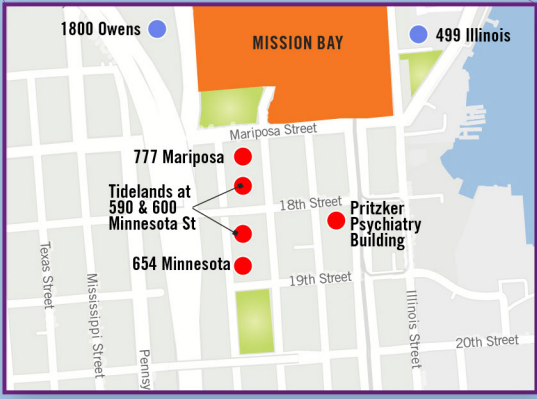 1800 Owens
499 Illinois
MISSION BAY
Mariposa Street
777 Mariposa
Tidelands at
590 & 600
Minnesota St
18th Street
Pritzker
Psychiatry
Building
654 Minnesota
19th Street
Texas Street
Mississippi Street
Pennsy
Illinois Street
20th Street